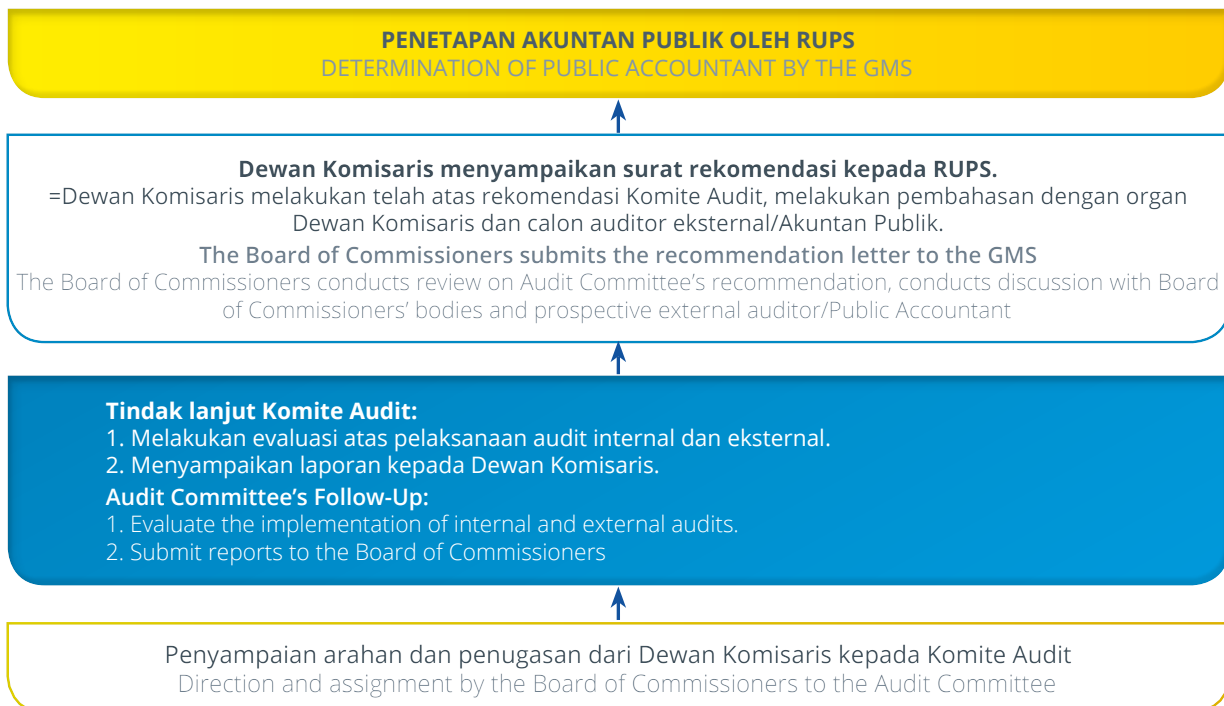 PENETAPAN AKUNTAN PUBLIK OLEH RUPS
DETERMINATION OF PUBLIC ACCOUNTANT BY THE GMS
Dewan Komisaris menyampaikan surat rekomendasi kepada RUPS.
=Dewan Komisaris melakukan telah atas rekomendasi Komite Audit, melakukan pembahasan dengan organ
Dewan Komisaris dan calon auditor eksternal/Akuntan Publik.
The Board of Commissioners submits the recommendation letter to the GMS
The Board of Commissioners conducts review on Audit Committee’s recommendation, conducts discussion with Board
of Commissioners’ bodies and prospective external auditor/Public Accountant
Tindak lanjut Komite Audit:
1. Melakukan evaluasi atas pelaksanaan audit internal dan eksternal.
2. Menyampaikan laporan kepada Dewan Komisaris.
Audit Committee’s Follow-Up:
1. Evaluate the implementation of internal and external audits.
2. Submit reports to the Board of Commissioners
Penyampaian arahan dan penugasan dari Dewan Komisaris kepada Komite Audit
Direction and assignment by the Board of Commissioners to the Audit Committee